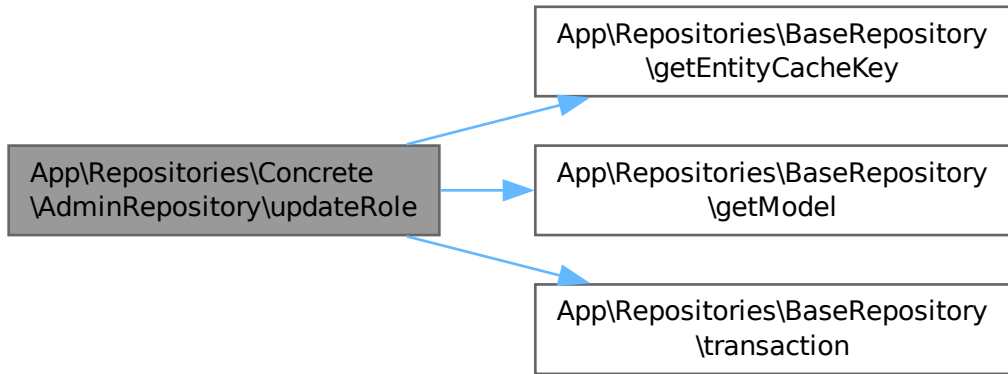 App\Repositories\BaseRepository
\getEntityCacheKey
App\Repositories\Concrete
\AdminRepository\updateRole
App\Repositories\BaseRepository
\getModel
App\Repositories\BaseRepository
\transaction